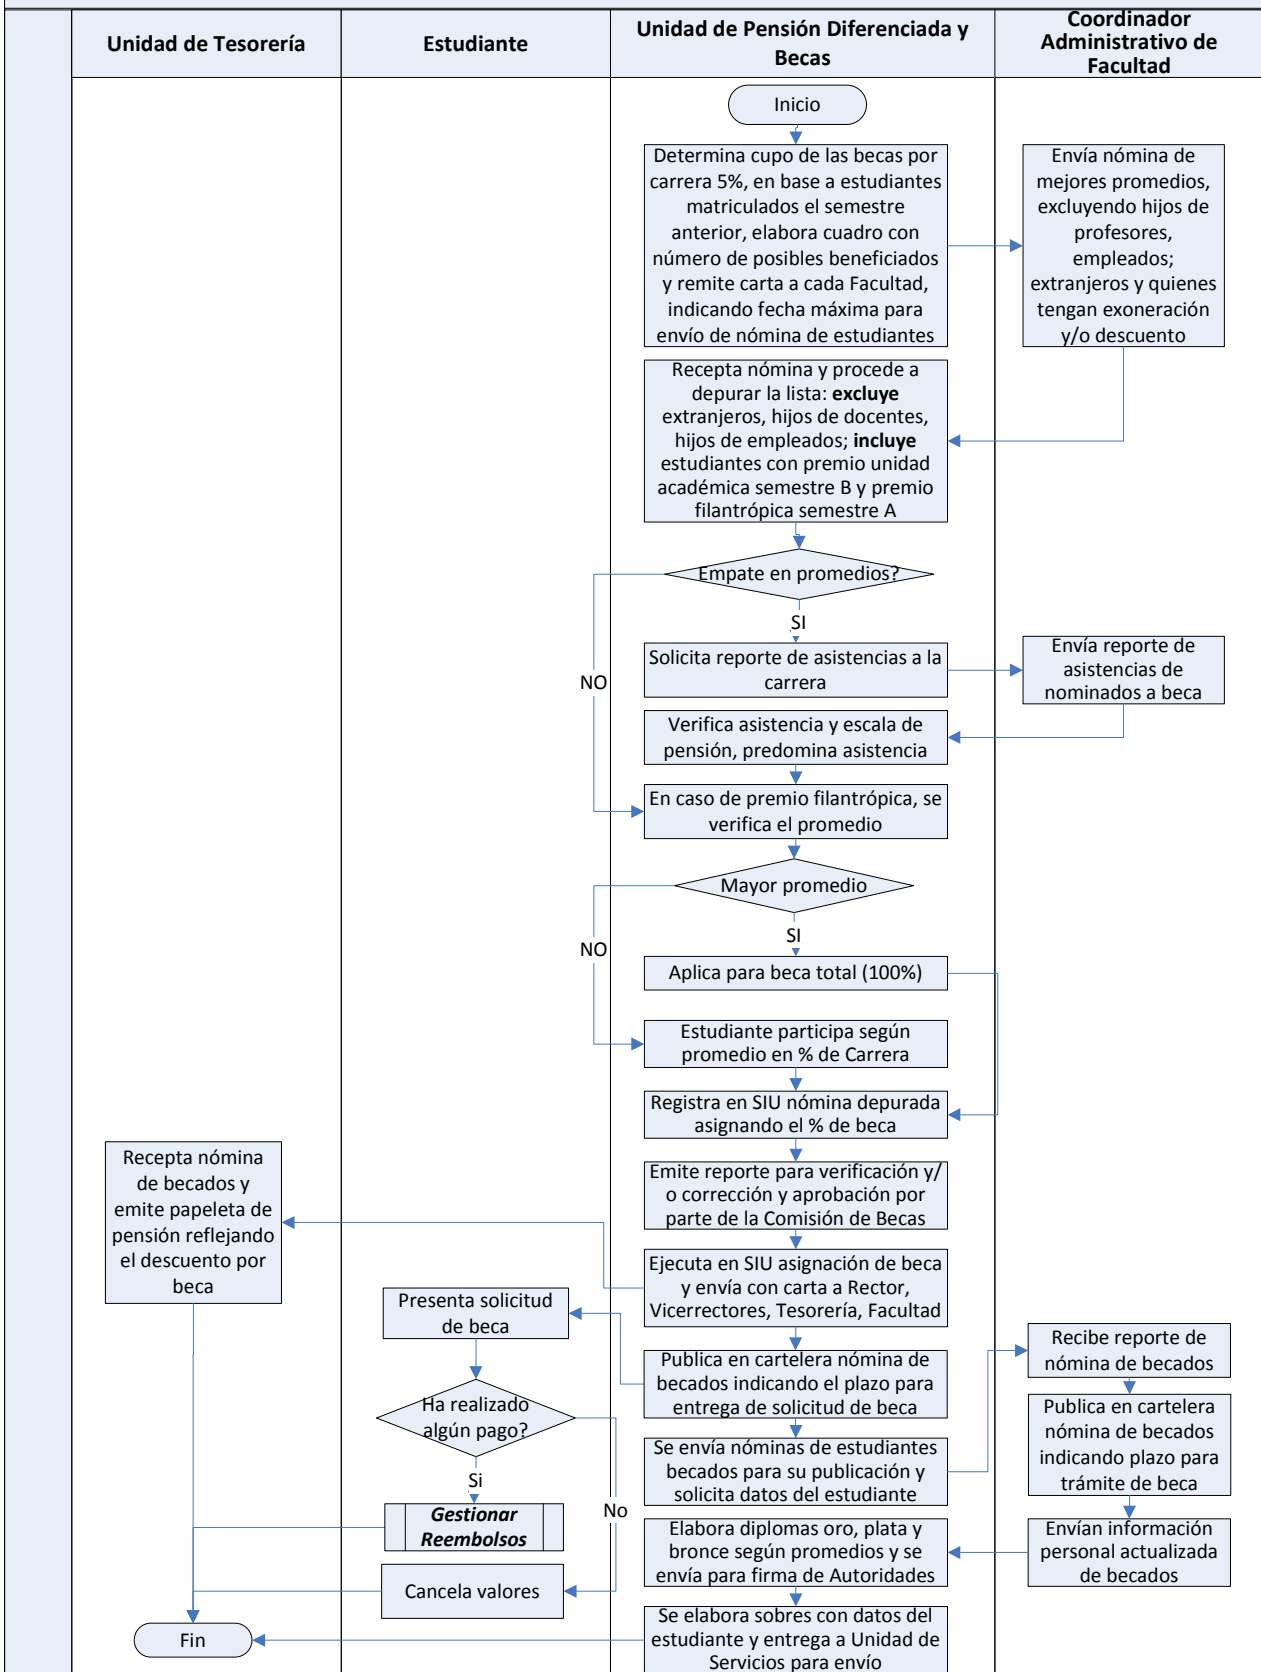 Unidad de Tesorería
Estudiante
Unidad de Pensión Diferenciada y
Becas
Coordinador
Administrativo de
Facultad
Inicio
Determina cupo de las becas por
carrera 5%, en base a estudiantes
matriculados el semestre
anterior, elabora cuadro con
número de posibles beneficiados
y remite carta a cada Facultad,
indicando fecha máxima para
envío de nómina de estudiantes
Envía nómina de
mejores promedios,
excluyendo hijos de
profesores,
empleados;
extranjeros y quienes
tengan exoneración
y/o descuento
Recepta nómina y procede a
depurar la lista: excluye
extranjeros, hijos de docentes,
hijos de empleados; incluye
estudiantes con premio unidad
académica semestre B y premio
filantrópica semestre A
Empate en promedios?
SI
NO
Solicita reporte de asistencias a la
carrera
Envía reporte de
asistencias de
nominados a beca
Verifica asistencia y escala de
pensión, predomina asistencia
En caso de premio filantrópica, se
verifica el promedio
Mayor promedio
SI
NO
Aplica para beca total (100%)
Estudiante participa según
promedio en % de Carrera
Registra en SIU nómina depurada
asignando el % de beca
Emite reporte para verificación y/
o corrección y aprobación por
parte de la Comisión de Becas
Recepta nómina
de becados y
emite papeleta de
pensión reflejando
el descuento por
beca
Ejecuta en SIU asignación de beca
y envía con carta a Rector,
Vicerrectores, Tesorería, Facultad
Presenta solicitud
de beca
Publica en cartelera nómina de
becados indicando el plazo para
entrega de solicitud de beca
Recibe reporte de
nómina de becados
Ha realizado
algún pago?
Si
No
Se envía nóminas de estudiantes
becados para su publicación y
solicita datos del estudiante
Publica en cartelera
nómina de becados
indicando plazo para
trámite de beca
Gestionar
Reembolsos
Elabora diplomas oro, plata y
bronce según promedios y se
envía para firma de Autoridades
Envían información
personal actualizada
de becados
Cancela valores
Se elabora sobres con datos del
estudiante y entrega a Unidad de
Servicios para envío
Fin